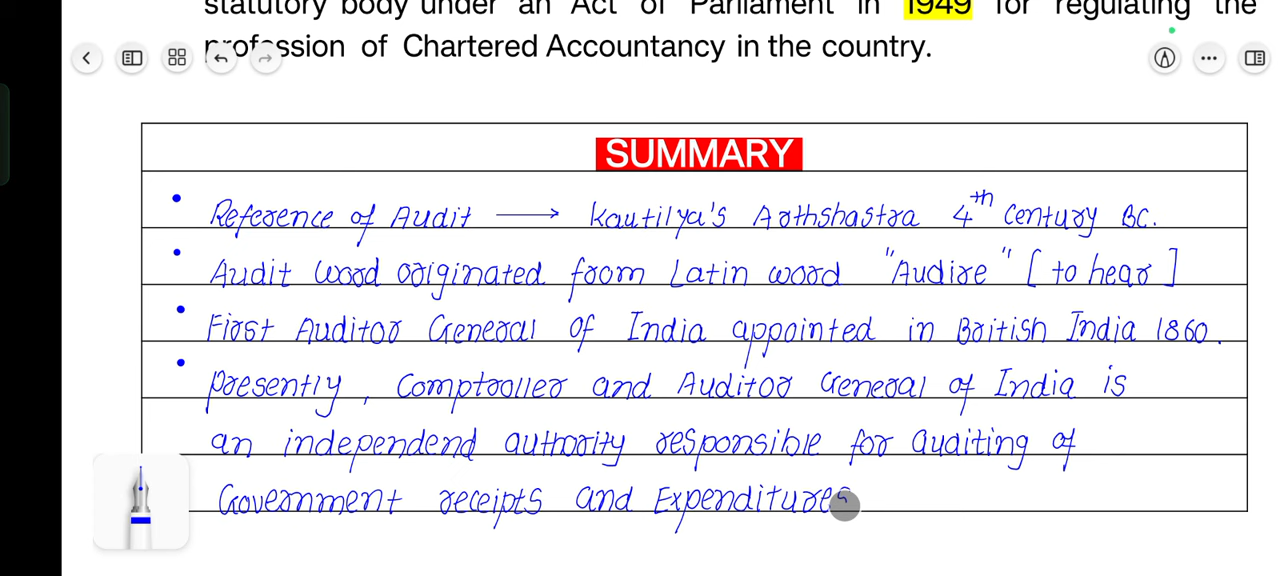 statutory body under an Act of Parliament in 1949 for regulating the
profession of Chartered Accountancy in the country.
SUMMARY
• Reference of Audit → Kautilya's Arthshastra 4th Century BC.
• Audit word originated from Latin word "Audire" [to hear]
• First Auditor General of India appointed in British India 1860.
• Presently, Comptroller and Auditor General of India is
an independend authority responsible for auditing of
Government receipts and Expenditures